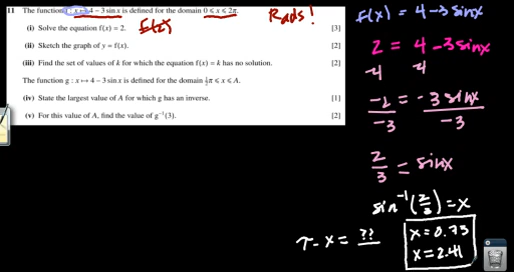 11 The function f : x ↦ 4 − 3 sin x is defined for the domain 0 ⩽ x ⩽ 2π.
(i) Solve the equation f(x) = 2. [3]
(ii) Sketch the graph of y = f(x). [2]
(iii) Find the set of values of k for which the equation f(x) = k has no solution. [2]
The function g : x ↦ 4 − 3 sin x is defined for the domain ½π ⩽ x ⩽ A.
(iv) State the largest value of A for which g has an inverse. [1]
(v) For this value of A, find the value of g⁻¹(3). [2]
f(2)
Rads!
f(x) = 4 - 3 sinx
2 = 4 - 3 sinx
-4 -4
-2 = -3 sinx
-3 -3
2/3 = sinx
sin⁻¹(2/3) = x
π - x = ??
x = 0.73
x = 2.41